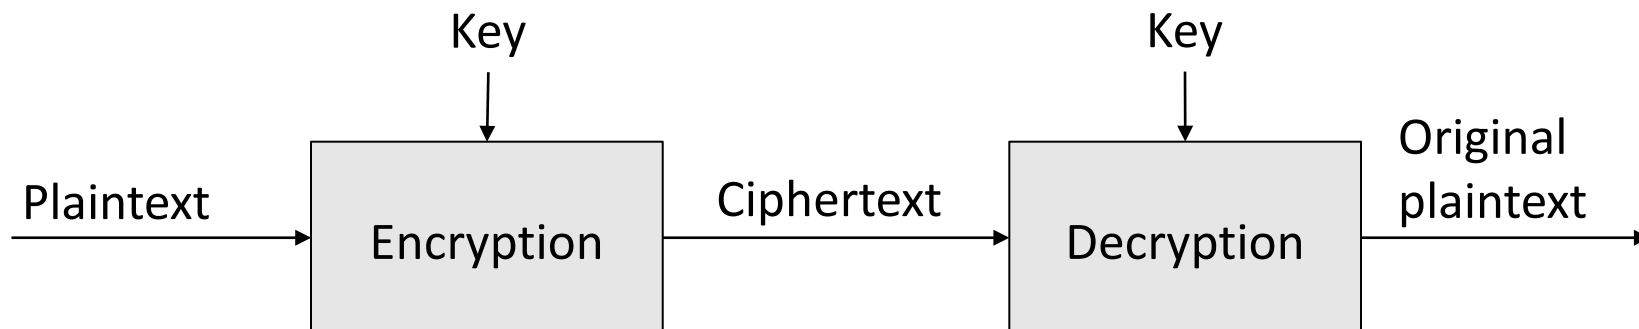 Key
Key
Original
Plaintext
Ciphertext
plaintext
Encryption
Decryption